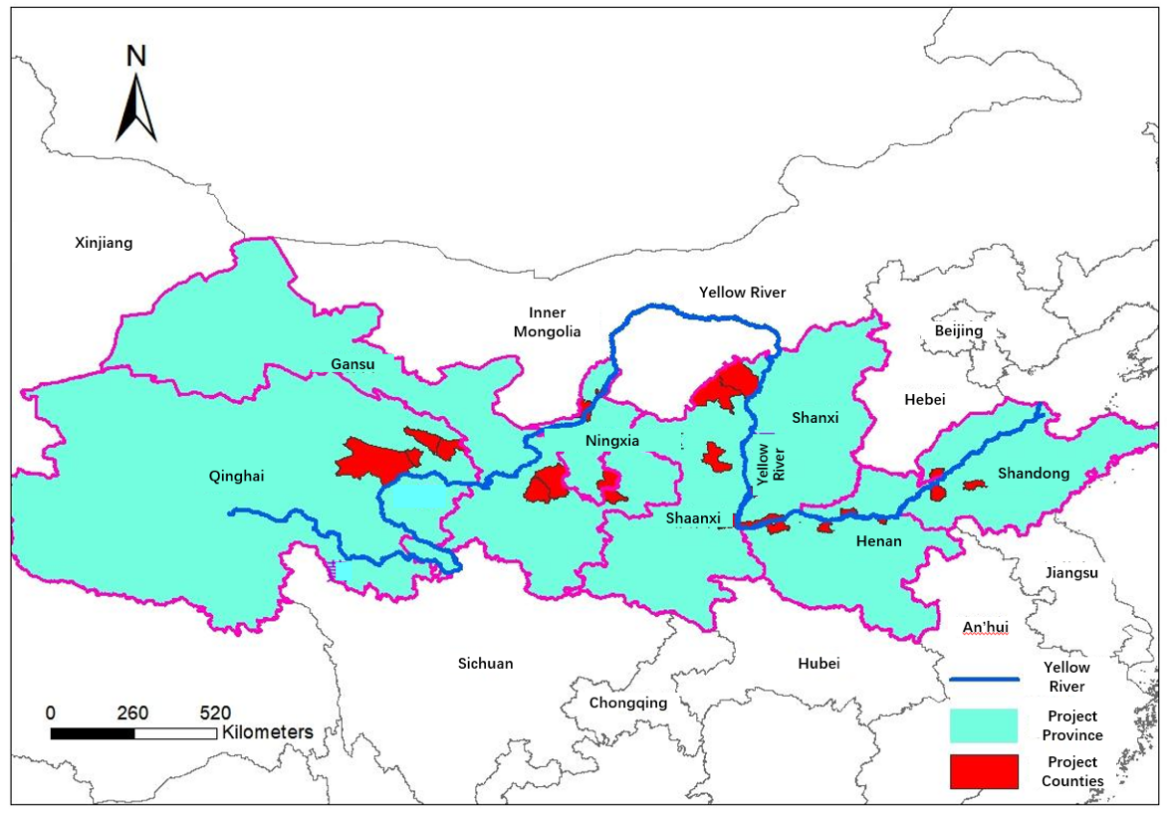 N
Xinjiang
Yellow River
Inner
Mongolia
Beijing
Gansu
Hebei
Shanxi
Ningxia
Yellow
River
Qinghai
Shandong
Shaanxi
Henan
Jiangsu
An'hui
Sichuan
Hubei
Chongqing
Yellow
River
Project
Province
Project
Counties
0 260 520
Kilometers